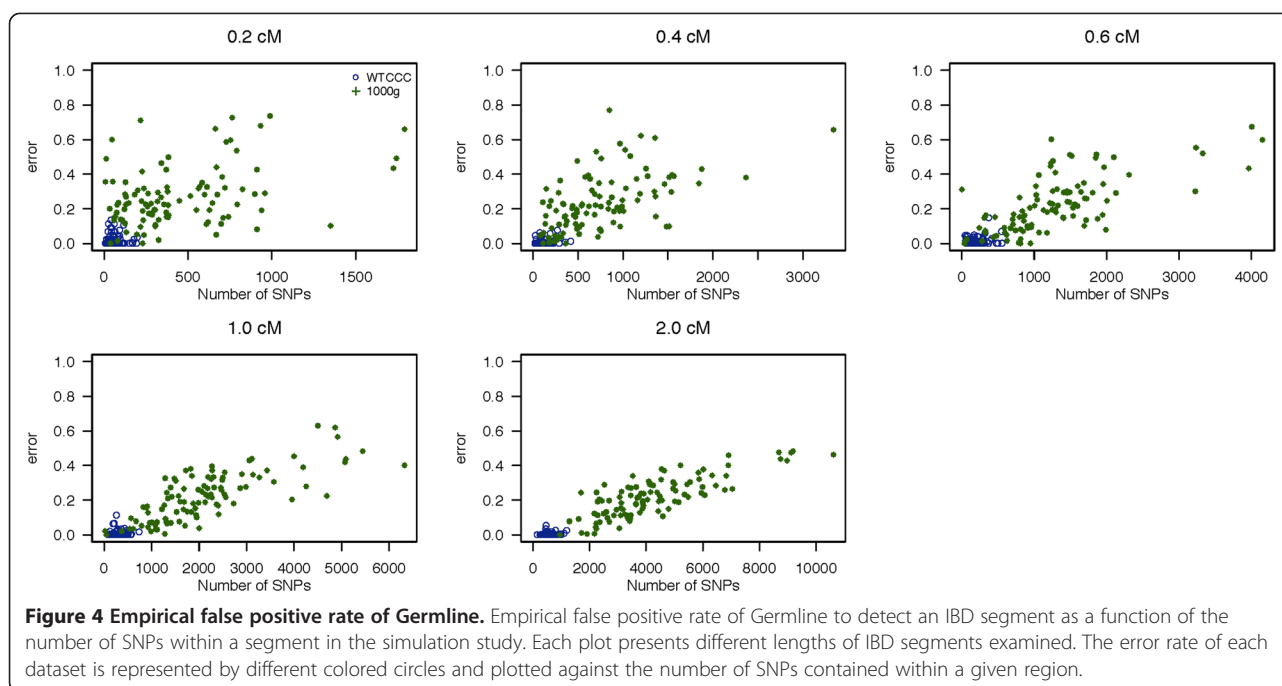 0.2 cM
0.4 cM
0.6 cM
error
1.0
0.8
0.6
0.4
0.2
0.0
WTCCC
1000g
0 500 1000 1500
Number of SNPs
error
1.0
0.8
0.6
0.4
0.2
0.0
0 500 1000 2000 3000
Number of SNPs
error
1.0
0.8
0.6
0.4
0.2
0.0
0 1000 2000 3000 4000
Number of SNPs
1.0 cM
2.0 cM
error
1.0
0.8
0.6
0.4
0.2
0.0
0 1000 2000 3000 4000 5000 6000
Number of SNPs
error
1.0
0.8
0.6
0.4
0.2
0.0
0 2000 4000 6000 8000 10000
Number of SNPs
Figure 4 Empirical false positive rate of Germline. Empirical false positive rate of Germline to detect an IBD segment as a function of the
number of SNPs within a segment in the simulation study. Each plot presents different lengths of IBD segments examined. The error rate of each
dataset is represented by different colored circles and plotted against the number of SNPs contained within a given region.